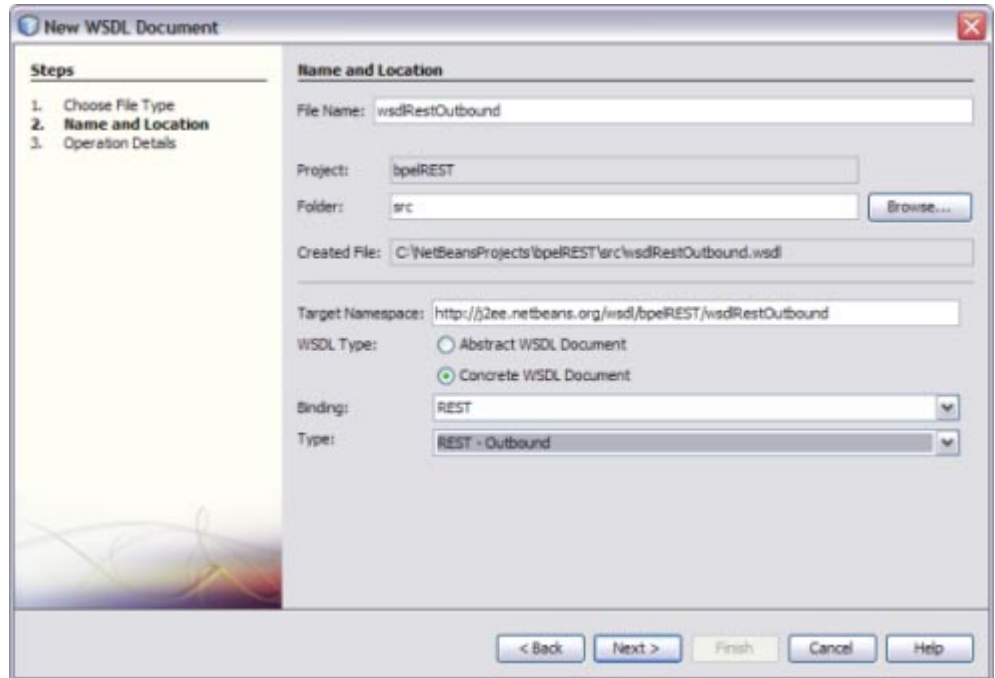 New WSDL Document
Steps
1. Choose File Type
2. Name and Location
3. Operation Details
Name and Location
File Name: wsdlRestOutbound
Project: bpelREST
Folder: src Browse...
Created File: C:\NetBeansProjects\bpelREST\src\wsdlRestOutbound.wsdl
Target Namespace: http://j2ee.netbeans.org/wsdl/bpelREST/wsdlRestOutbound
WSDL Type: Abstract WSDL Document
Concrete WSDL Document
Binding: REST
Type: REST - Outbound
< Back Next > Finish Cancel Help